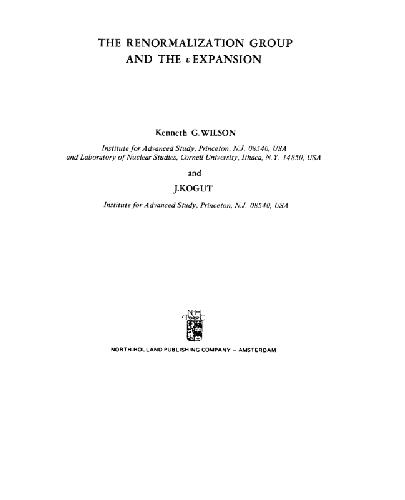 THE RENORMALIZATION GROUP
AND THE ε EXPANSION
Kenneth G. WILSON
Institute for Advanced Study, Princeton, N.J. 08540, USA
and Laboratory of Nuclear Studies, Cornell University, Ithaca, N.Y. 14850, USA
and
J. KOGUT
Institute for Advanced Study, Princeton, N.J. 08540, USA
NORTH-HOLLAND PUBLISHING COMPANY – AMSTERDAM